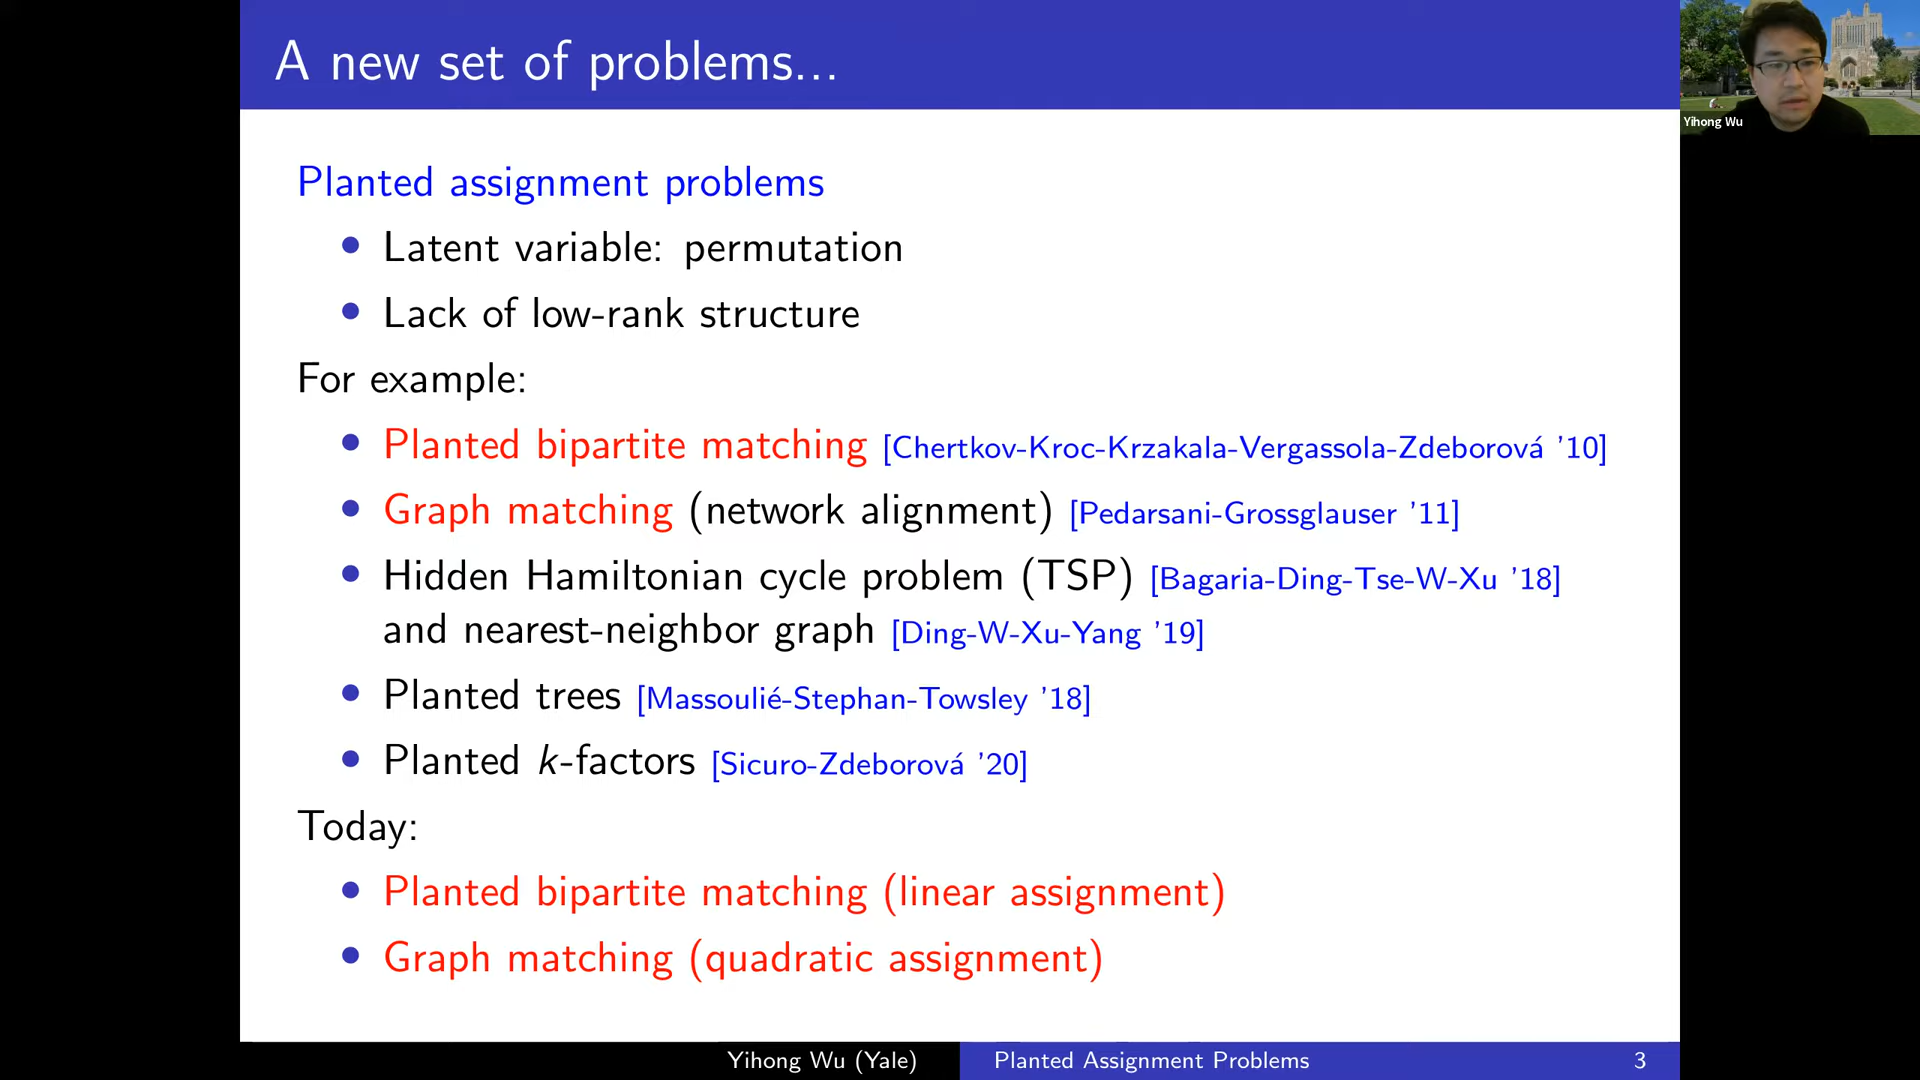 A new set of problems...
Yihong Wu
Planted assignment problems
• Latent variable: permutation
• Lack of low-rank structure
For example:
• Planted bipartite matching [Chertkov-Kroc-Krzakala-Vergassola-Zdeborová '10]
• Graph matching (network alignment) [Pedarsani-Grossglauser '11]
• Hidden Hamiltonian cycle problem (TSP) [Bagaria-Ding-Tse-W-Xu '18]
and nearest-neighbor graph [Ding-W-Xu-Yang '19]
• Planted trees [Massoulié-Stephan-Towsley '18]
• Planted k-factors [Sicuro-Zdeborová '20]
Today:
• Planted bipartite matching (linear assignment)
• Graph matching (quadratic assignment)
Yihong Wu (Yale) Planted Assignment Problems 3